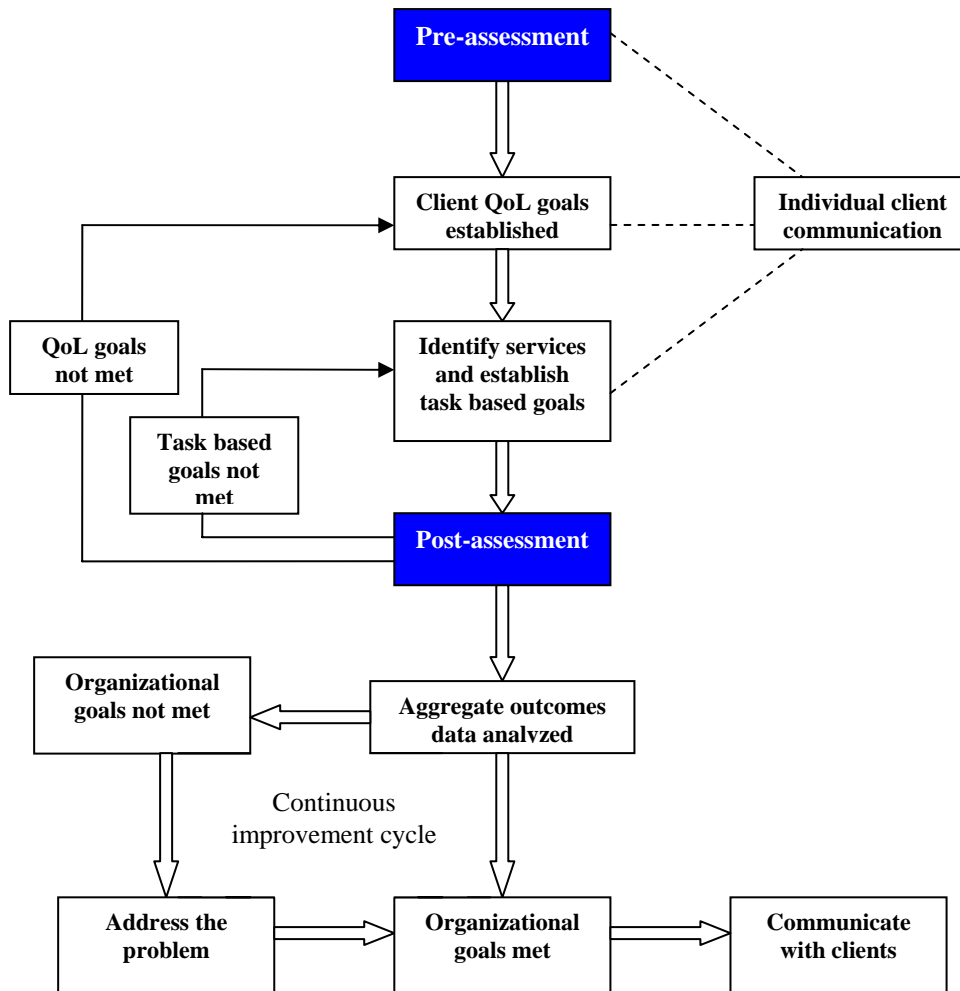 Pre-assessment
Client QoL goals
established
Individual client
communication
QoL goals
not met
Identify services
and establish
task based goals
Task based
goals not
met
Post-assessment
Organizational
goals not met
Aggregate outcomes
data analyzed
Continuous
improvement cycle
Address the
problem
Organizational
goals met
Communicate
with clients